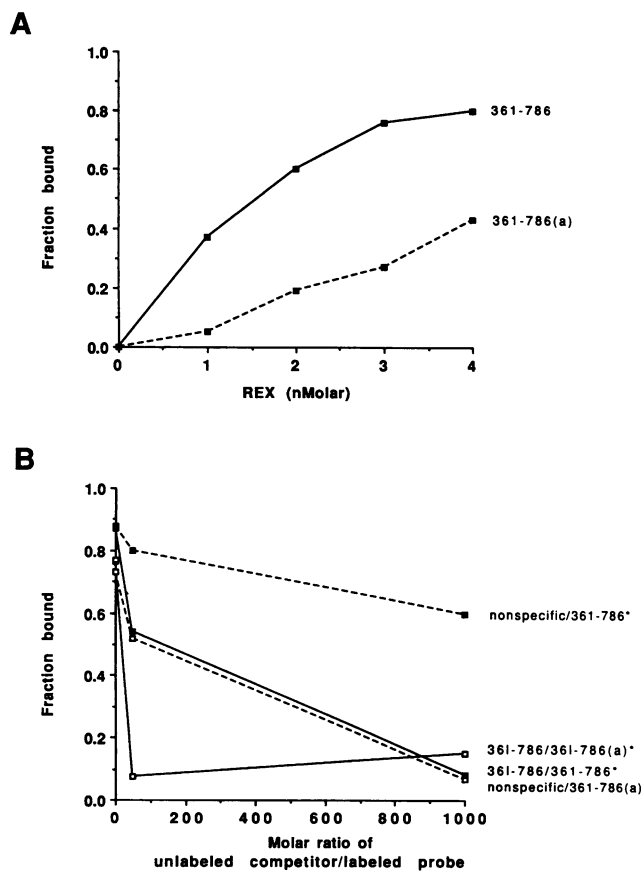 A
1.0
0.8
0.6
0.4
0.2
0.0
Fraction bound
361-786
361-786(a)
0 1 2 3 4
REX (nMolar)
B
1.0
0.8
0.6
0.4
0.2
0.0
Fraction bound
nonspecific/361-786*
36I-786/36I-786(a)*
36I-786/361-786*
nonspecific/361-786(a)
0 200 400 600 800 1000
Molar ratio of
unlabeled competitor/labeled probe